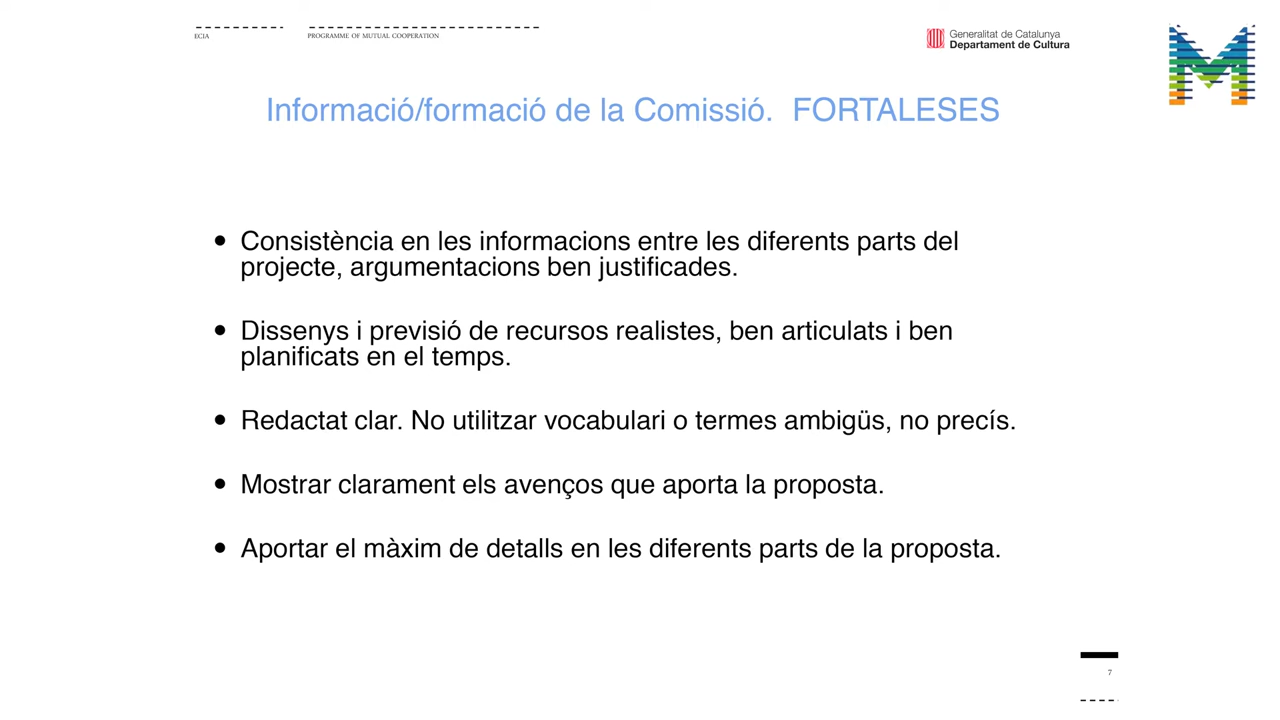 ECIA
PROGRAMME OF MUTUAL COOPERATION
Generalitat de Catalunya
Departament de Cultura
M
Informació/formació de la Comissió. FORTALESES
• Consistència en les informacions entre les diferents parts del
projecte, argumentacions ben justificades.
• Dissenys i previsió de recursos realistes, ben articulats i ben
planificats en el temps.
• Redactat clar. No utilitzar vocabulari o termes ambigüs, no precís.
• Mostrar clarament els avenços que aporta la proposta.
• Aportar el màxim de detalls en les diferents parts de la proposta.
7